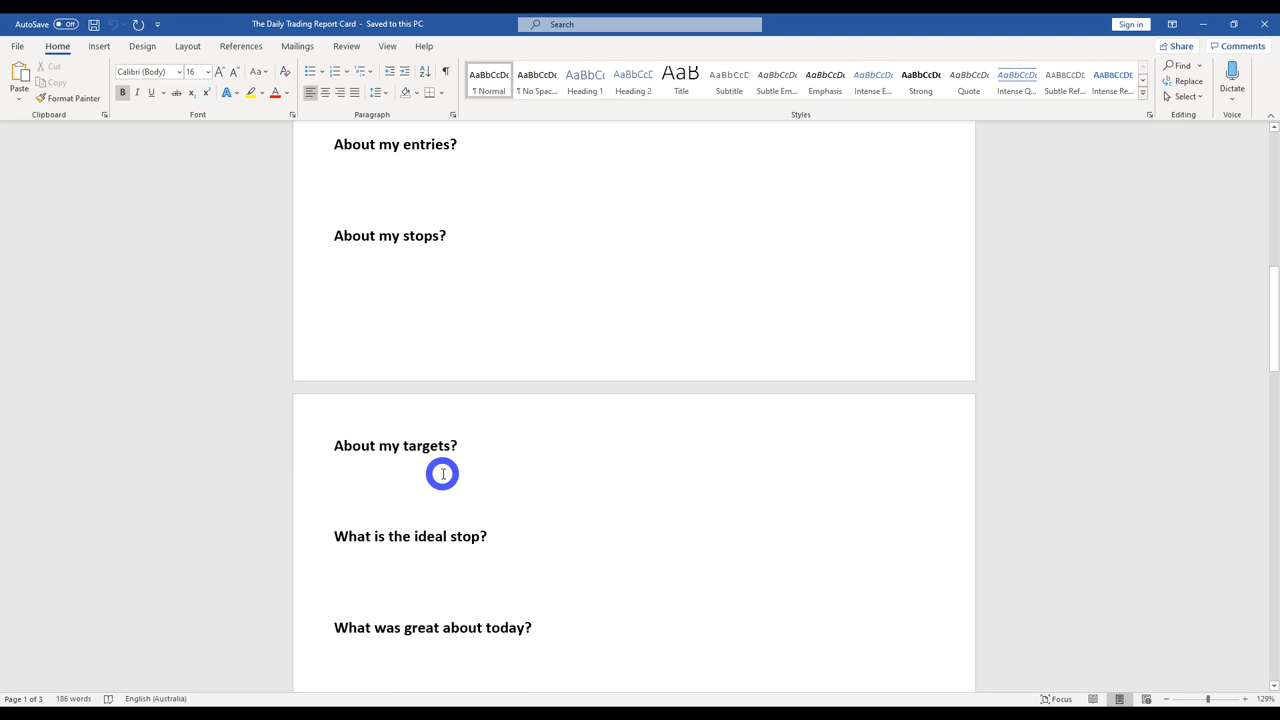 AutoSave Off
The Daily Trading Report Card - Saved to this PC
Search
Sign in
File Home Insert Design Layout References Mailings Review View Help
Share Comments
Paste
Cut
Copy
Format Painter
Clipboard
Calibri (Body) 16
Font
Paragraph
AaBbCcDc AaBbCcDc AaBbCc AaBbCcD AaB AaBbCcD AaBbCcDc AaBbCcDc AaBbCcDc AaBbCcDc AaBbCcDc AaBbCcDc AaBbCcDc AaBbCcDc
¶ Normal ¶ No Spac... Heading 1 Heading 2 Title Subtitle Subtle Em... Emphasis Intense E... Strong Quote Intense Q... Subtle Ref... Intense Re...
Styles
Find
Replace
Select
Editing
Dictate
Voice
About my entries?
About my stops?
About my targets?
What is the ideal stop?
What was great about today?
Page 1 of 3 186 words English (Australia)
Focus
129%